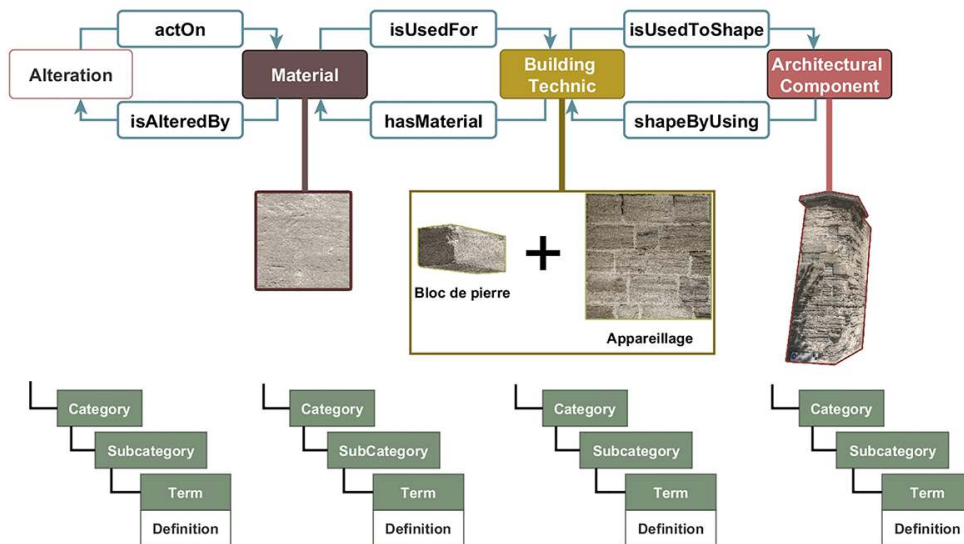 actOn
isUsedFor
isUsedToShape
Alteration
Material
Building
Technic
Architectural
Component
isAlteredBy
hasMaterial
shapeByUsing
Bloc de pierre
+
Appareillage
Category
Subcategory
Term
Definition
Category
SubCategory
Term
Definition
Category
Subcategory
Term
Definition
Category
Subcategory
Term
Definition